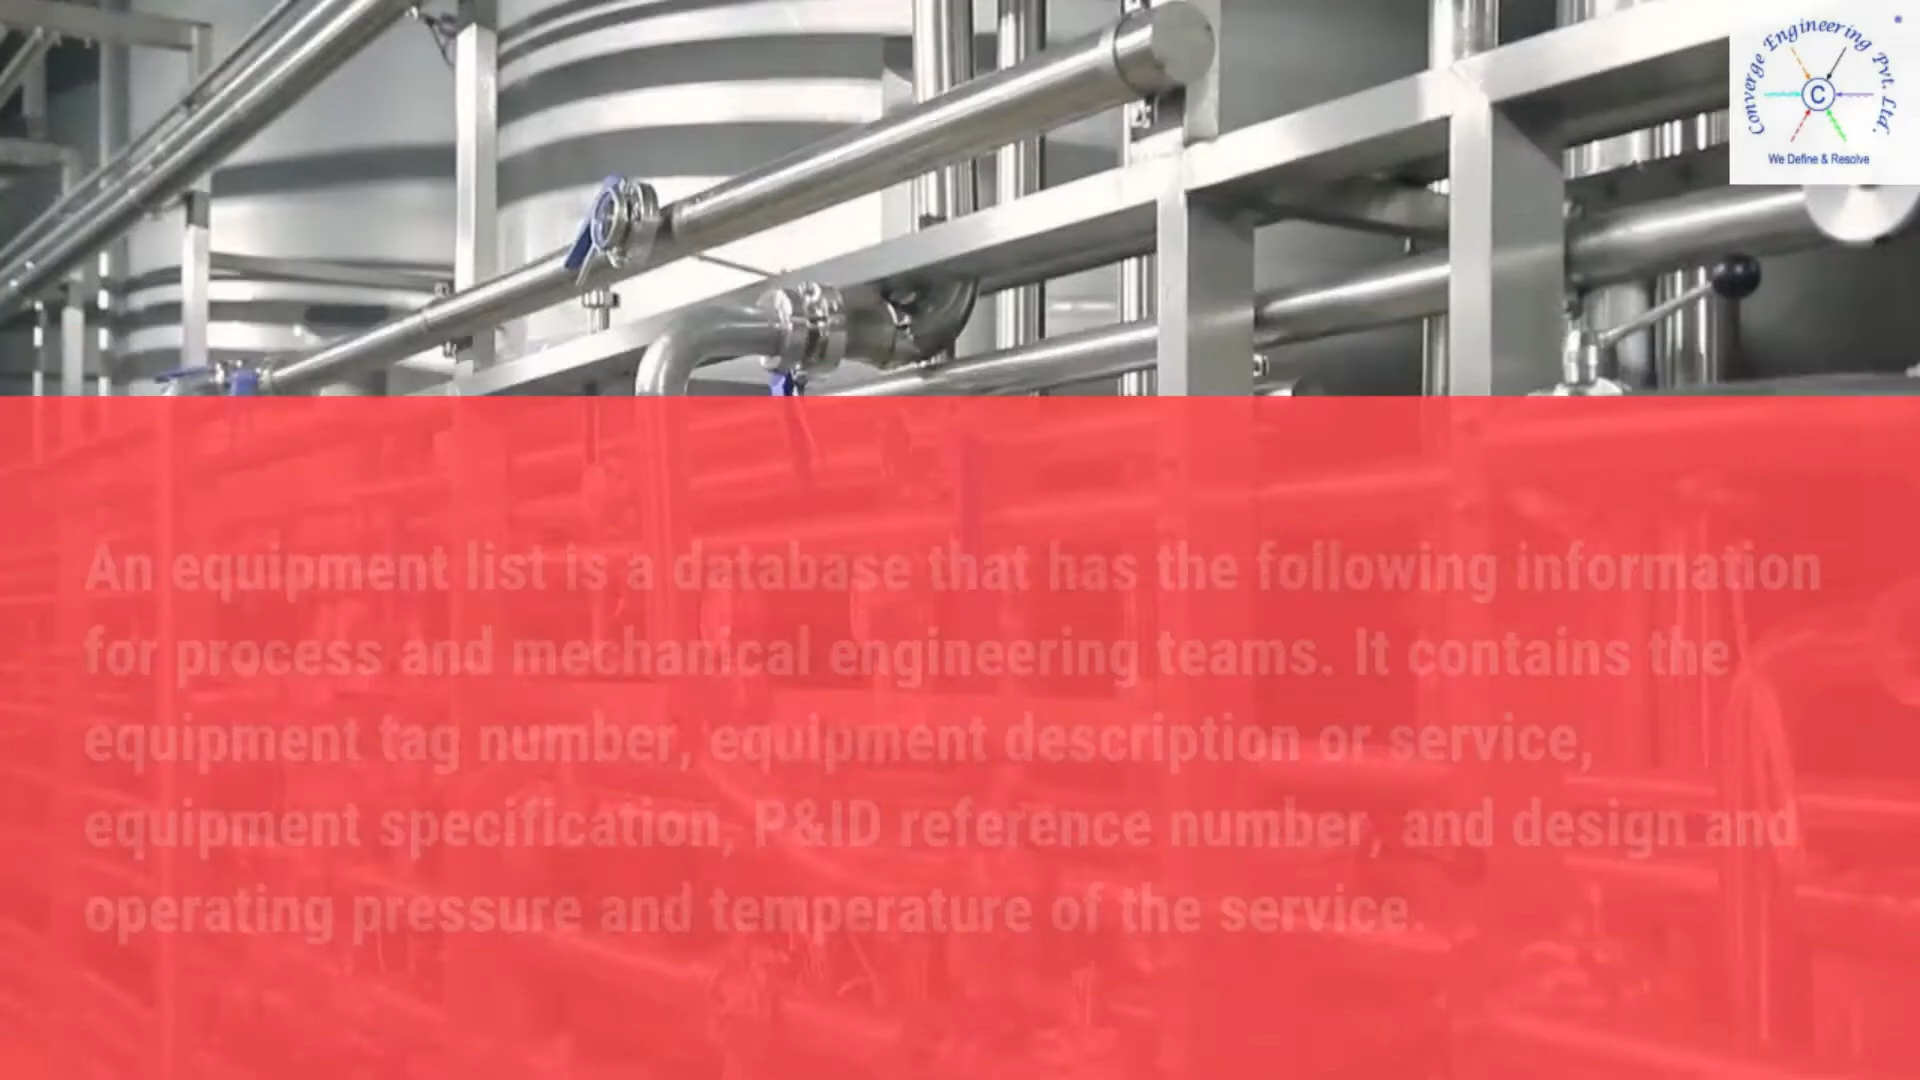 Converge Engineering Pvt. Ltd.
C
We Define & Resolve
An equipment list is a database that has the following information
for process and mechanical engineering teams. It contains the
equipment tag number, equipment description or service,
equipment specification, P&ID reference number, and design and
operating pressure and temperature of the service.